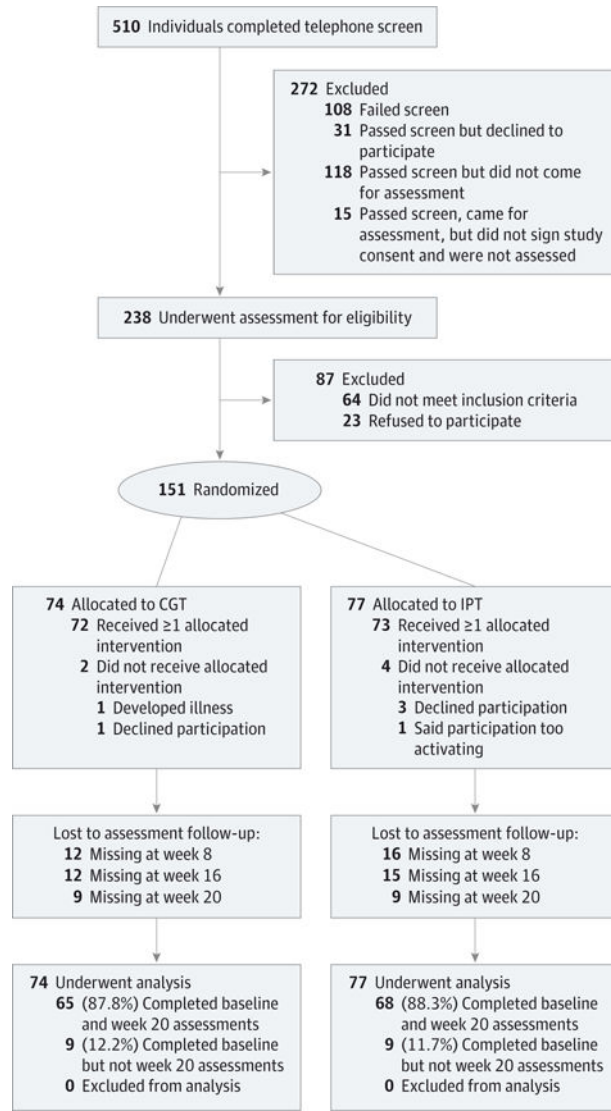 510 Individuals completed telephone screen
272 Excluded
108 Failed screen
31 Passed screen but declined to
participate
118 Passed screen but did not come
for assessment
15 Passed screen, came for
assessment, but did not sign study
consent and were not assessed
238 Underwent assessment for eligibility
87 Excluded
64 Did not meet inclusion criteria
23 Refused to participate
151 Randomized
74 Allocated to CGT
72 Received ≥1 allocated
intervention
2 Did not receive allocated
intervention
1 Developed illness
1 Declined participation
77 Allocated to IPT
73 Received ≥1 allocated
intervention
4 Did not receive allocated
intervention
3 Declined participation
1 Said participation too
activating
Lost to assessment follow-up:
12 Missing at week 8
12 Missing at week 16
9 Missing at week 20
Lost to assessment follow-up:
16 Missing at week 8
15 Missing at week 16
9 Missing at week 20
74 Underwent analysis
65 (87.8%) Completed baseline
and week 20 assessments
9 (12.2%) Completed baseline
but not week 20 assessments
0 Excluded from analysis
77 Underwent analysis
68 (88.3%) Completed baseline
and week 20 assessments
9 (11.7%) Completed baseline
but not week 20 assessments
0 Excluded from analysis